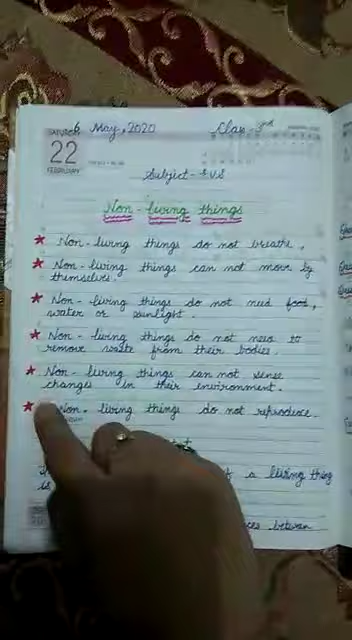 SATURDAY
6 May, 2020 Class- 3rd
22
FEBRUARY
Subject- E.V.S
Non-living things
★ Non-living things do not breathe.
★ Non-living things can not move by
themselves.
★ Non-living things do not need food,
water or sunlight.
★ Non-living things do not need to
remove waste from their bodies.
★ Non-living things can not sense
changes in their environment.
★ Non-living things do not reproduce.
a living thing
is
between